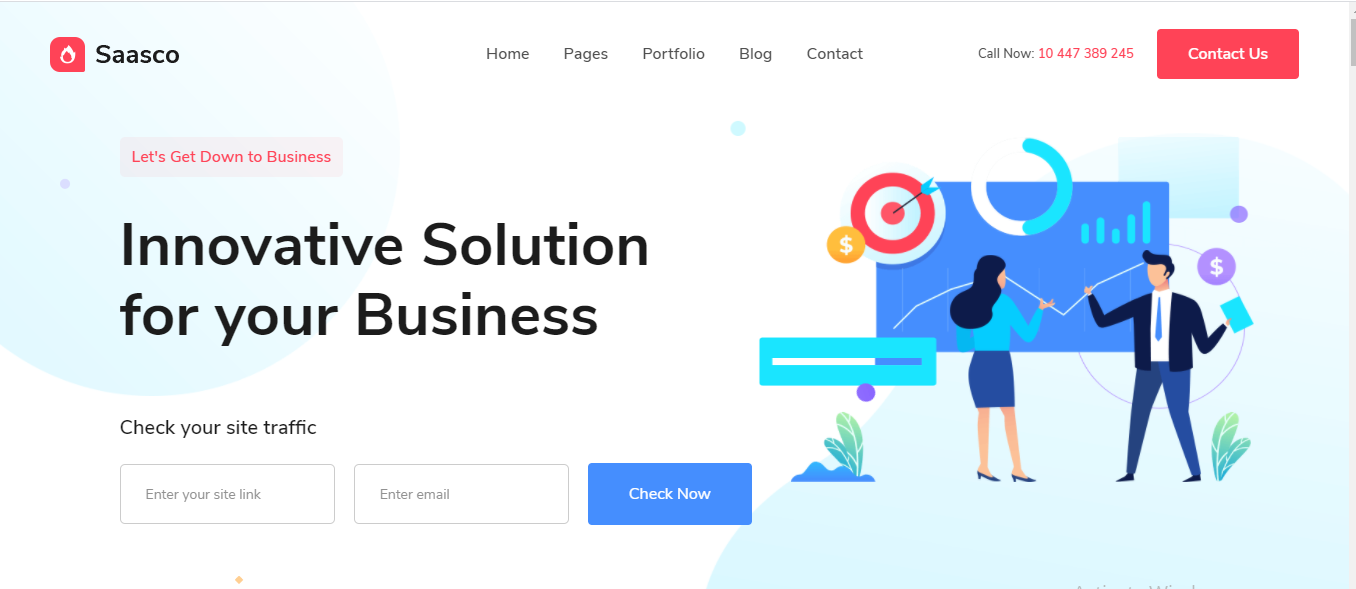 Saasco
Home Pages Portfolio Blog Contact
Call Now: 10 447 389 245
Contact Us
Let's Get Down to Business
Innovative Solution
for your Business
Check your site traffic
Enter your site link
Enter email
Check Now
$
$